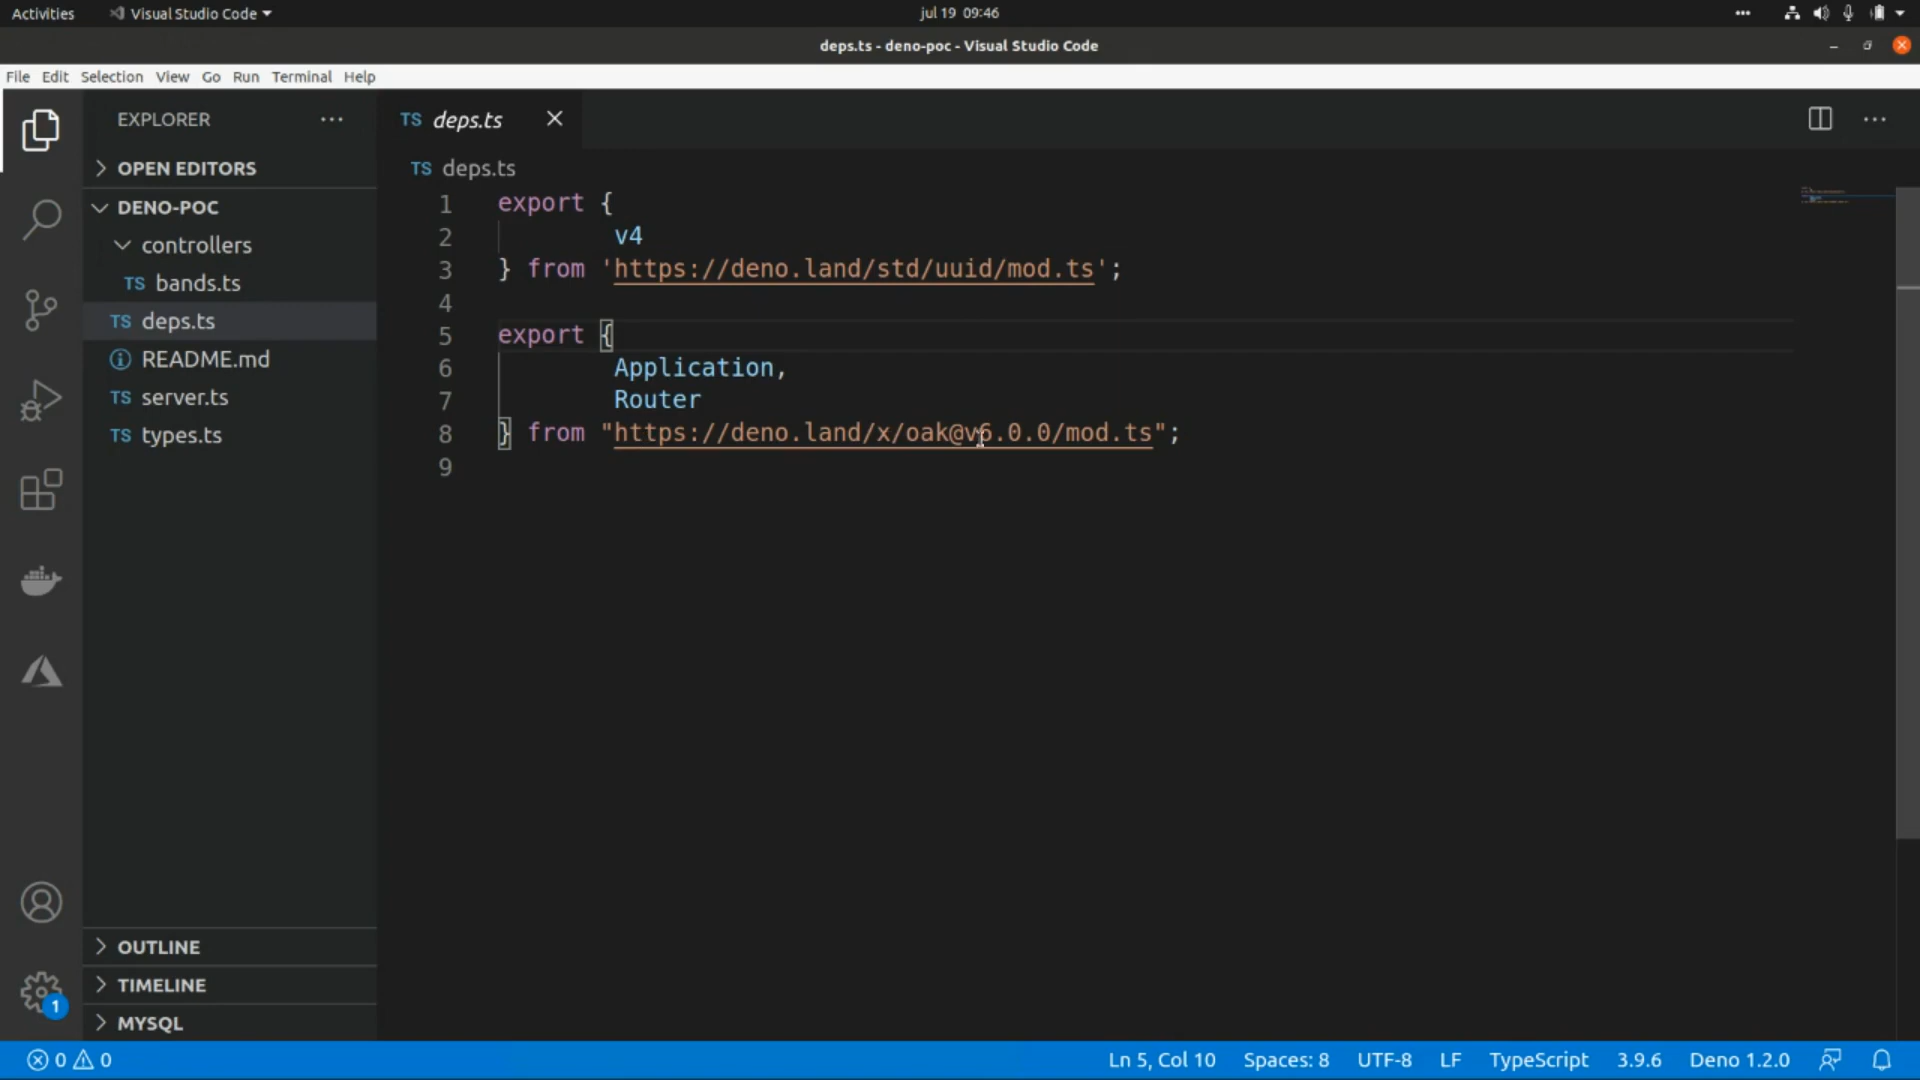 Activities Visual Studio Code jul 19 09:46
deps.ts - deno-poc - Visual Studio Code
File Edit Selection View Go Run Terminal Help
EXPLORER
OPEN EDITORS
DENO-POC
controllers
TS bands.ts
TS deps.ts
README.md
TS server.ts
TS types.ts
OUTLINE
TIMELINE
MYSQL
1
TS deps.ts
TS deps.ts
1 export {
2 v4
3 } from 'https://deno.land/std/uuid/mod.ts';
4
5 export {
6 Application,
7 Router
8 } from "https://deno.land/x/oak@v6.0.0/mod.ts";
9
0 0 Ln 5, Col 10 Spaces: 8 UTF-8 LF TypeScript 3.9.6 Deno 1.2.0